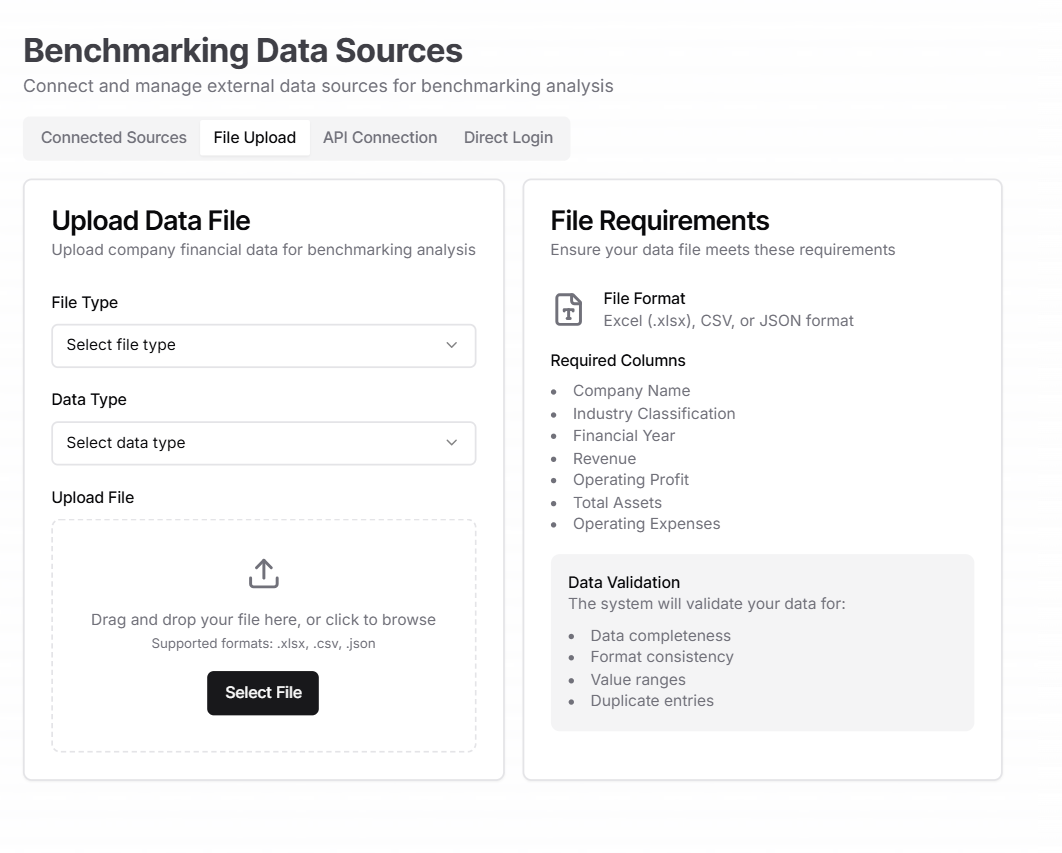 Benchmarking Data Sources
Connect and manage external data sources for benchmarking analysis
Connected Sources
File Upload
API Connection
Direct Login
Upload Data File
Upload company financial data for benchmarking analysis
File Type
Select file type
Data Type
Select data type
Upload File
Drag and drop your file here, or click to browse
Supported formats: .xlsx, .csv, .json
Select File
File Requirements
Ensure your data file meets these requirements
File Format
Excel (.xlsx), CSV, or JSON format
Required Columns
• Company Name
• Industry Classification
• Financial Year
• Revenue
• Operating Profit
• Total Assets
• Operating Expenses
Data Validation
The system will validate your data for:
• Data completeness
• Format consistency
• Value ranges
• Duplicate entries